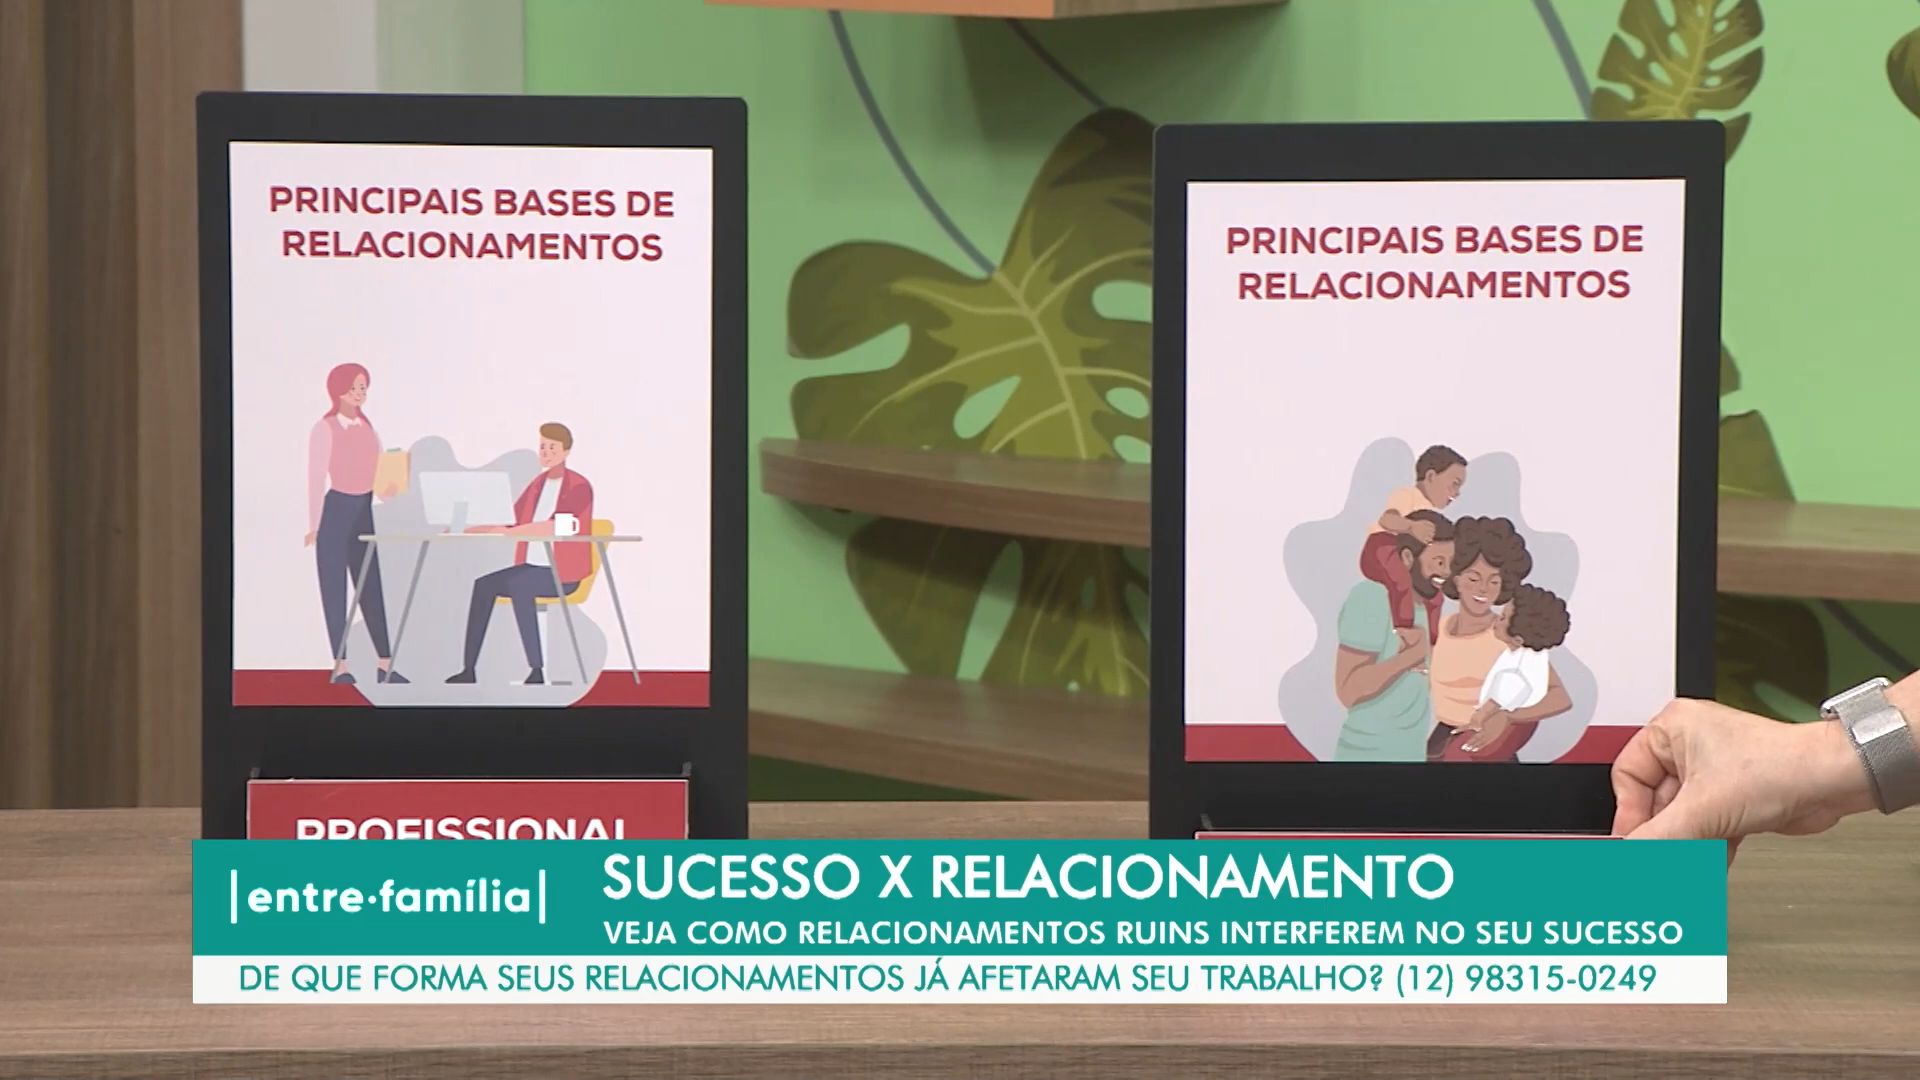 PRINCIPAIS BASES DE
RELACIONAMENTOS
PROFISSIONAL
PRINCIPAIS BASES DE
RELACIONAMENTOS
|entre•família|
SUCESSO X RELACIONAMENTO
VEJA COMO RELACIONAMENTOS RUINS INTERFEREM NO SEU SUCESSO
DE QUE FORMA SEUS RELACIONAMENTOS JÁ AFETARAM SEU TRABALHO? (12) 98315-0249